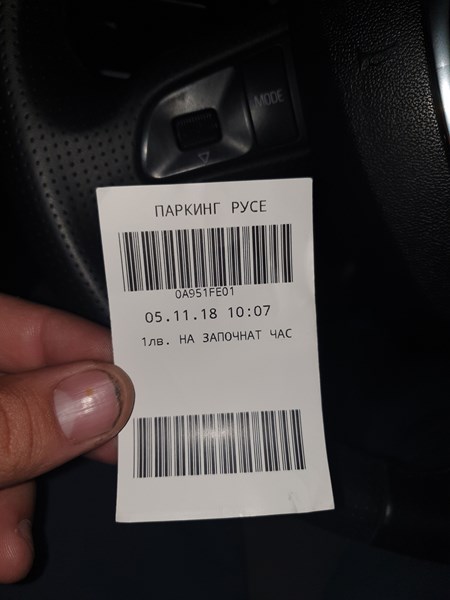 MODE
ПАРКИНГ РУСЕ
0A951FE01
05.11.18 10:07
1лв. НА ЗАПОЧНАТ ЧАС